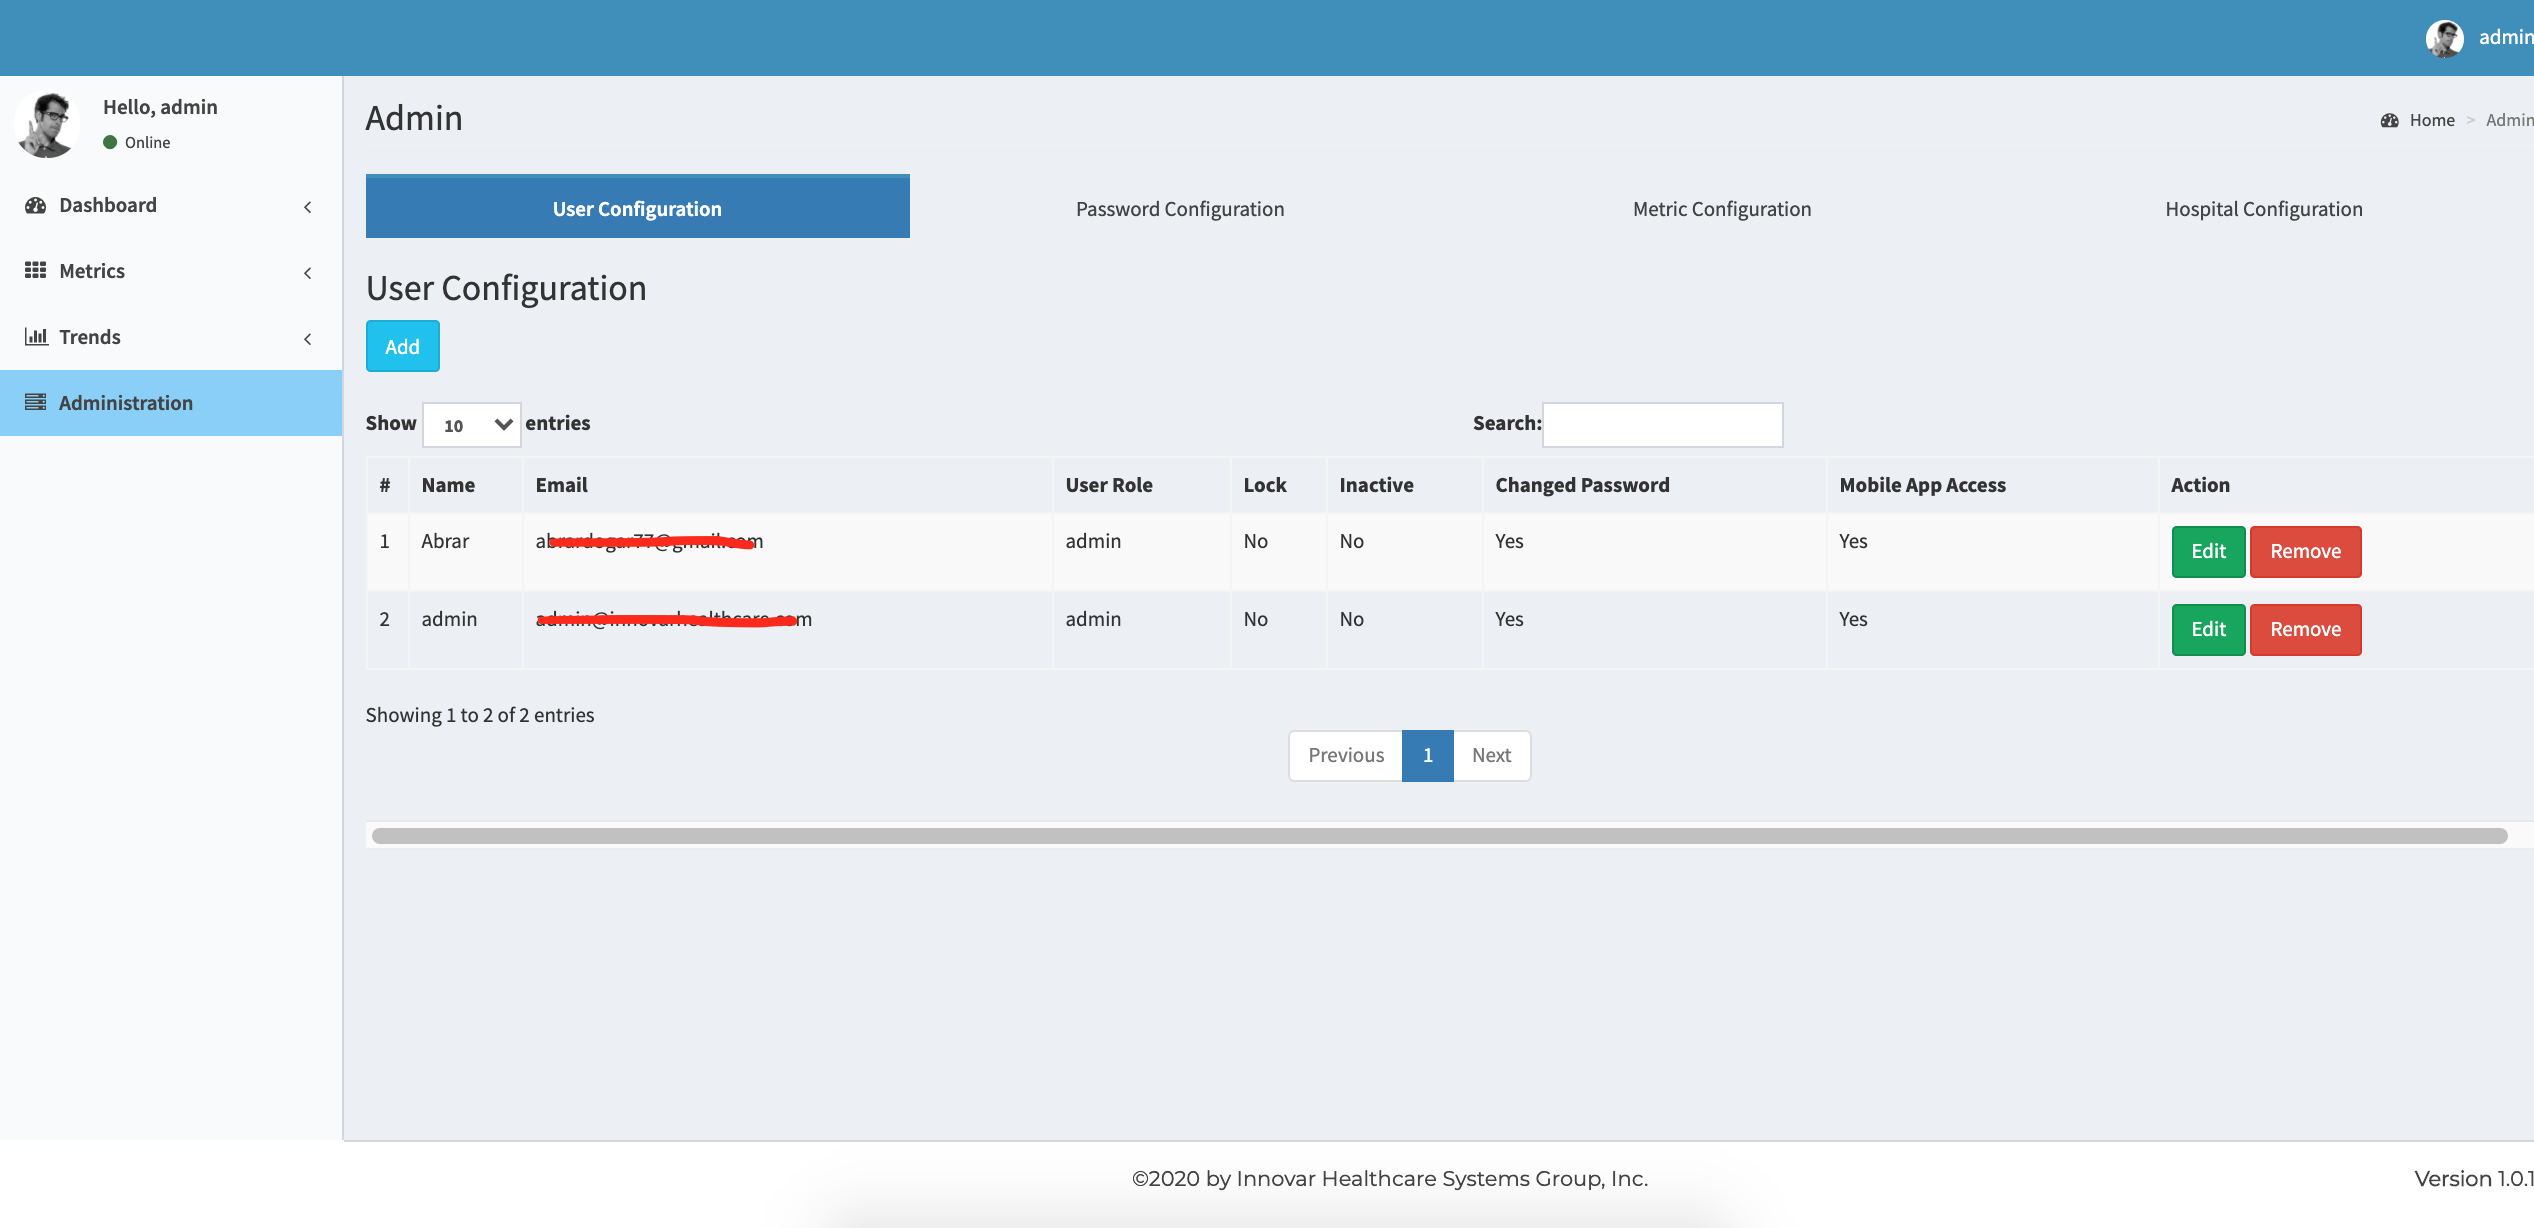 admin
Hello, admin
Online
Dashboard
Metrics
Trends
Administration
Admin
Home > Admin
User Configuration
Password Configuration
Metric Configuration
Hospital Configuration
User Configuration
Add
Show 10 entries
Search:
# Name Email User Role Lock Inactive Changed Password Mobile App Access Action
1 Abrar admin No No Yes Yes Edit Remove
2 admin admin No No Yes Yes Edit Remove
Showing 1 to 2 of 2 entries
Previous 1 Next
©2020 by Innovar Healthcare Systems Group, Inc.
Version 1.0.1